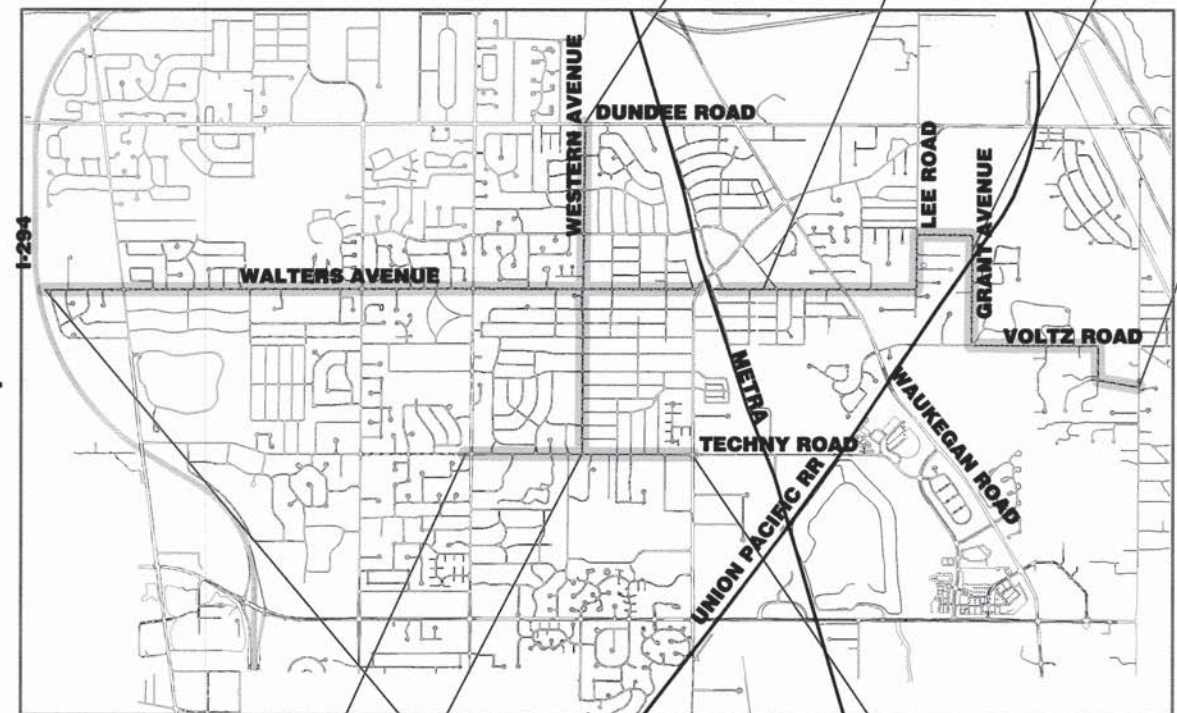 DUNDEE ROAD
WESTERN AVENUE
LEE ROAD
GRANT AVENUE
I-294
WALTERS AVENUE
VOLTZ ROAD
METRA
WAUKEGAN ROAD
TECHNY ROAD
UNION PACIFIC RR